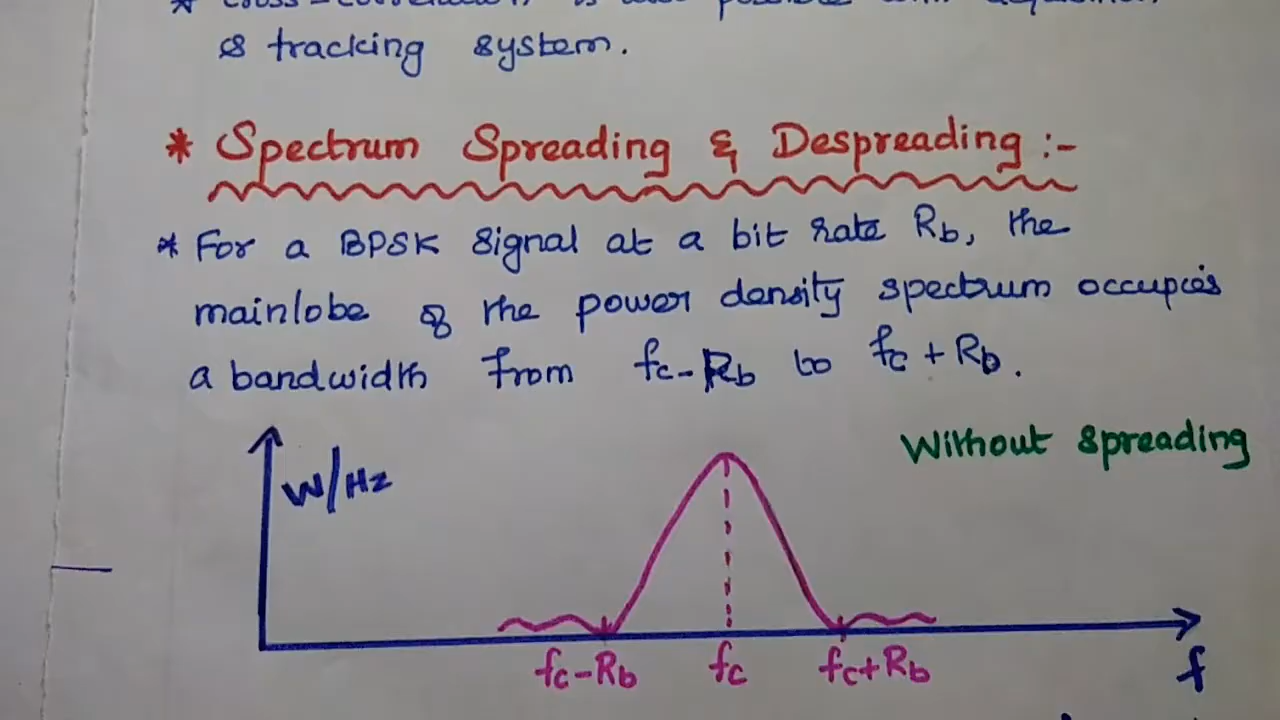 & tracking system.
* Spectrum Spreading & Despreading :-
* For a BPSK signal at a bit rate Rb, the
mainlobe of the power density spectrum occupies
a bandwidth from fc-Rb to fc+Rb.
Without spreading
W/Hz
fc-Rb fc fc+Rb f